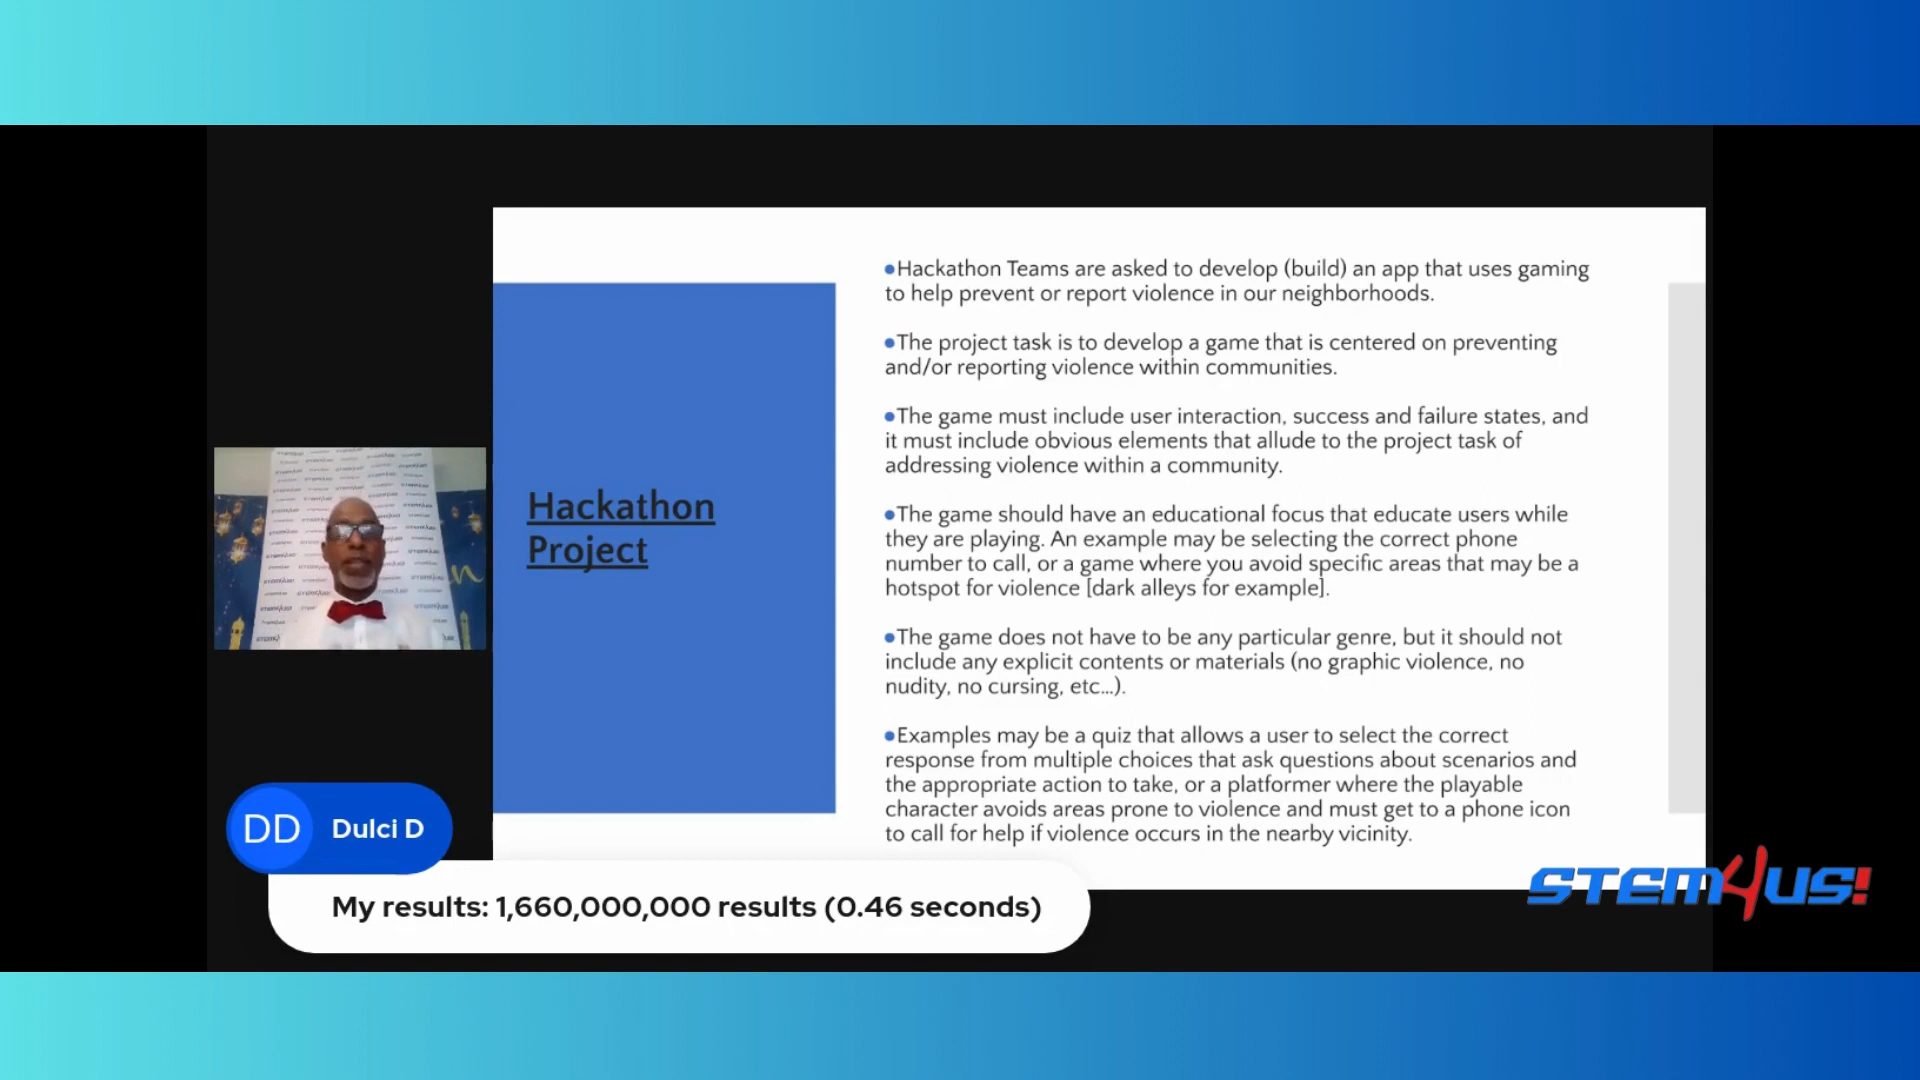 Hackathon
Project
●Hackathon Teams are asked to develop (build) an app that uses gaming
to help prevent or report violence in our neighborhoods.
●The project task is to develop a game that is centered on preventing
and/or reporting violence within communities.
●The game must include user interaction, success and failure states, and
it must include obvious elements that allude to the project task of
addressing violence within a community.
●The game should have an educational focus that educate users while
they are playing. An example may be selecting the correct phone
number to call, or a game where you avoid specific areas that may be a
hotspot for violence [dark alleys for example].
●The game does not have to be any particular genre, but it should not
include any explicit contents or materials (no graphic violence, no
nudity, no cursing, etc...).
●Examples may be a quiz that allows a user to select the correct
response from multiple choices that ask questions about scenarios and
the appropriate action to take, or a platformer where the playable
character avoids areas prone to violence and must get to a phone icon
to call for help if violence occurs in the nearby vicinity.
DD Dulci D
My results: 1,660,000,000 results (0.46 seconds)
STEM4US!